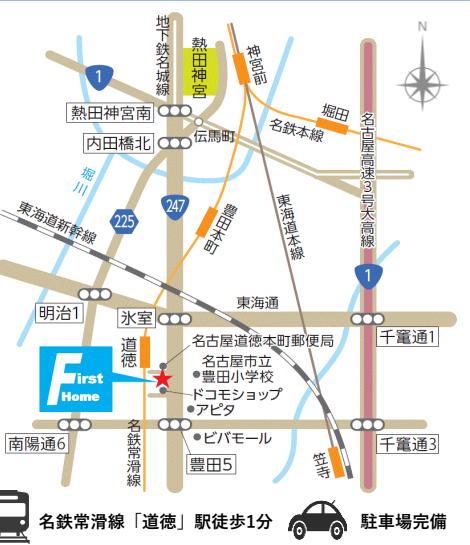 N
地下鉄名城線
熱田神宮
神宮前
1
熱田神宮南
堀田
名鉄本線
伝馬町
内田橋北
名古屋高速3号大高線
堀川
247
225
豊田本町
東海道本線
東海道新幹線
1
東海通
明治1
氷室
千竃通1
道徳
名古屋道徳本町郵便局
名古屋市立
豊田小学校
First
Home
ドコモショップ
アピタ
名鉄常滑線
南陽通6
ビバモール
千竃通3
豊田5
笠寺
名鉄常滑線「道徳」駅徒歩1分
駐車場完備